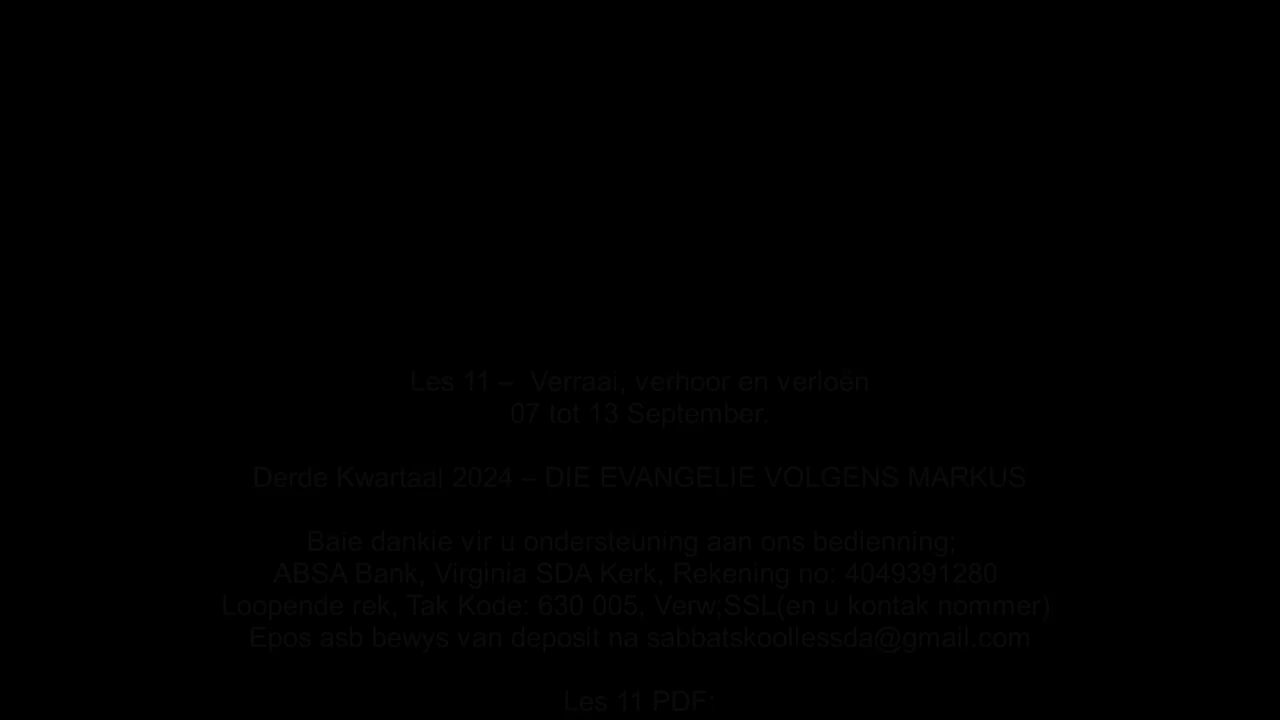 Les 11 – Verraai, verhoor en verloën
07 tot 13 September.
Derde Kwartaal 2024 – DIE EVANGELIE VOLGENS MARKUS
Baie dankie vir u ondersteuning aan ons bedienning;
ABSA Bank, Virginia SDA Kerk, Rekening no: 4049391280
Loopende rek, Tak Kode: 630 005, Verw;SSL(en u kontak nommer)
Epos asb bewys van deposit na sabbatskoollessda@gmail.com
Les 11 PDF: